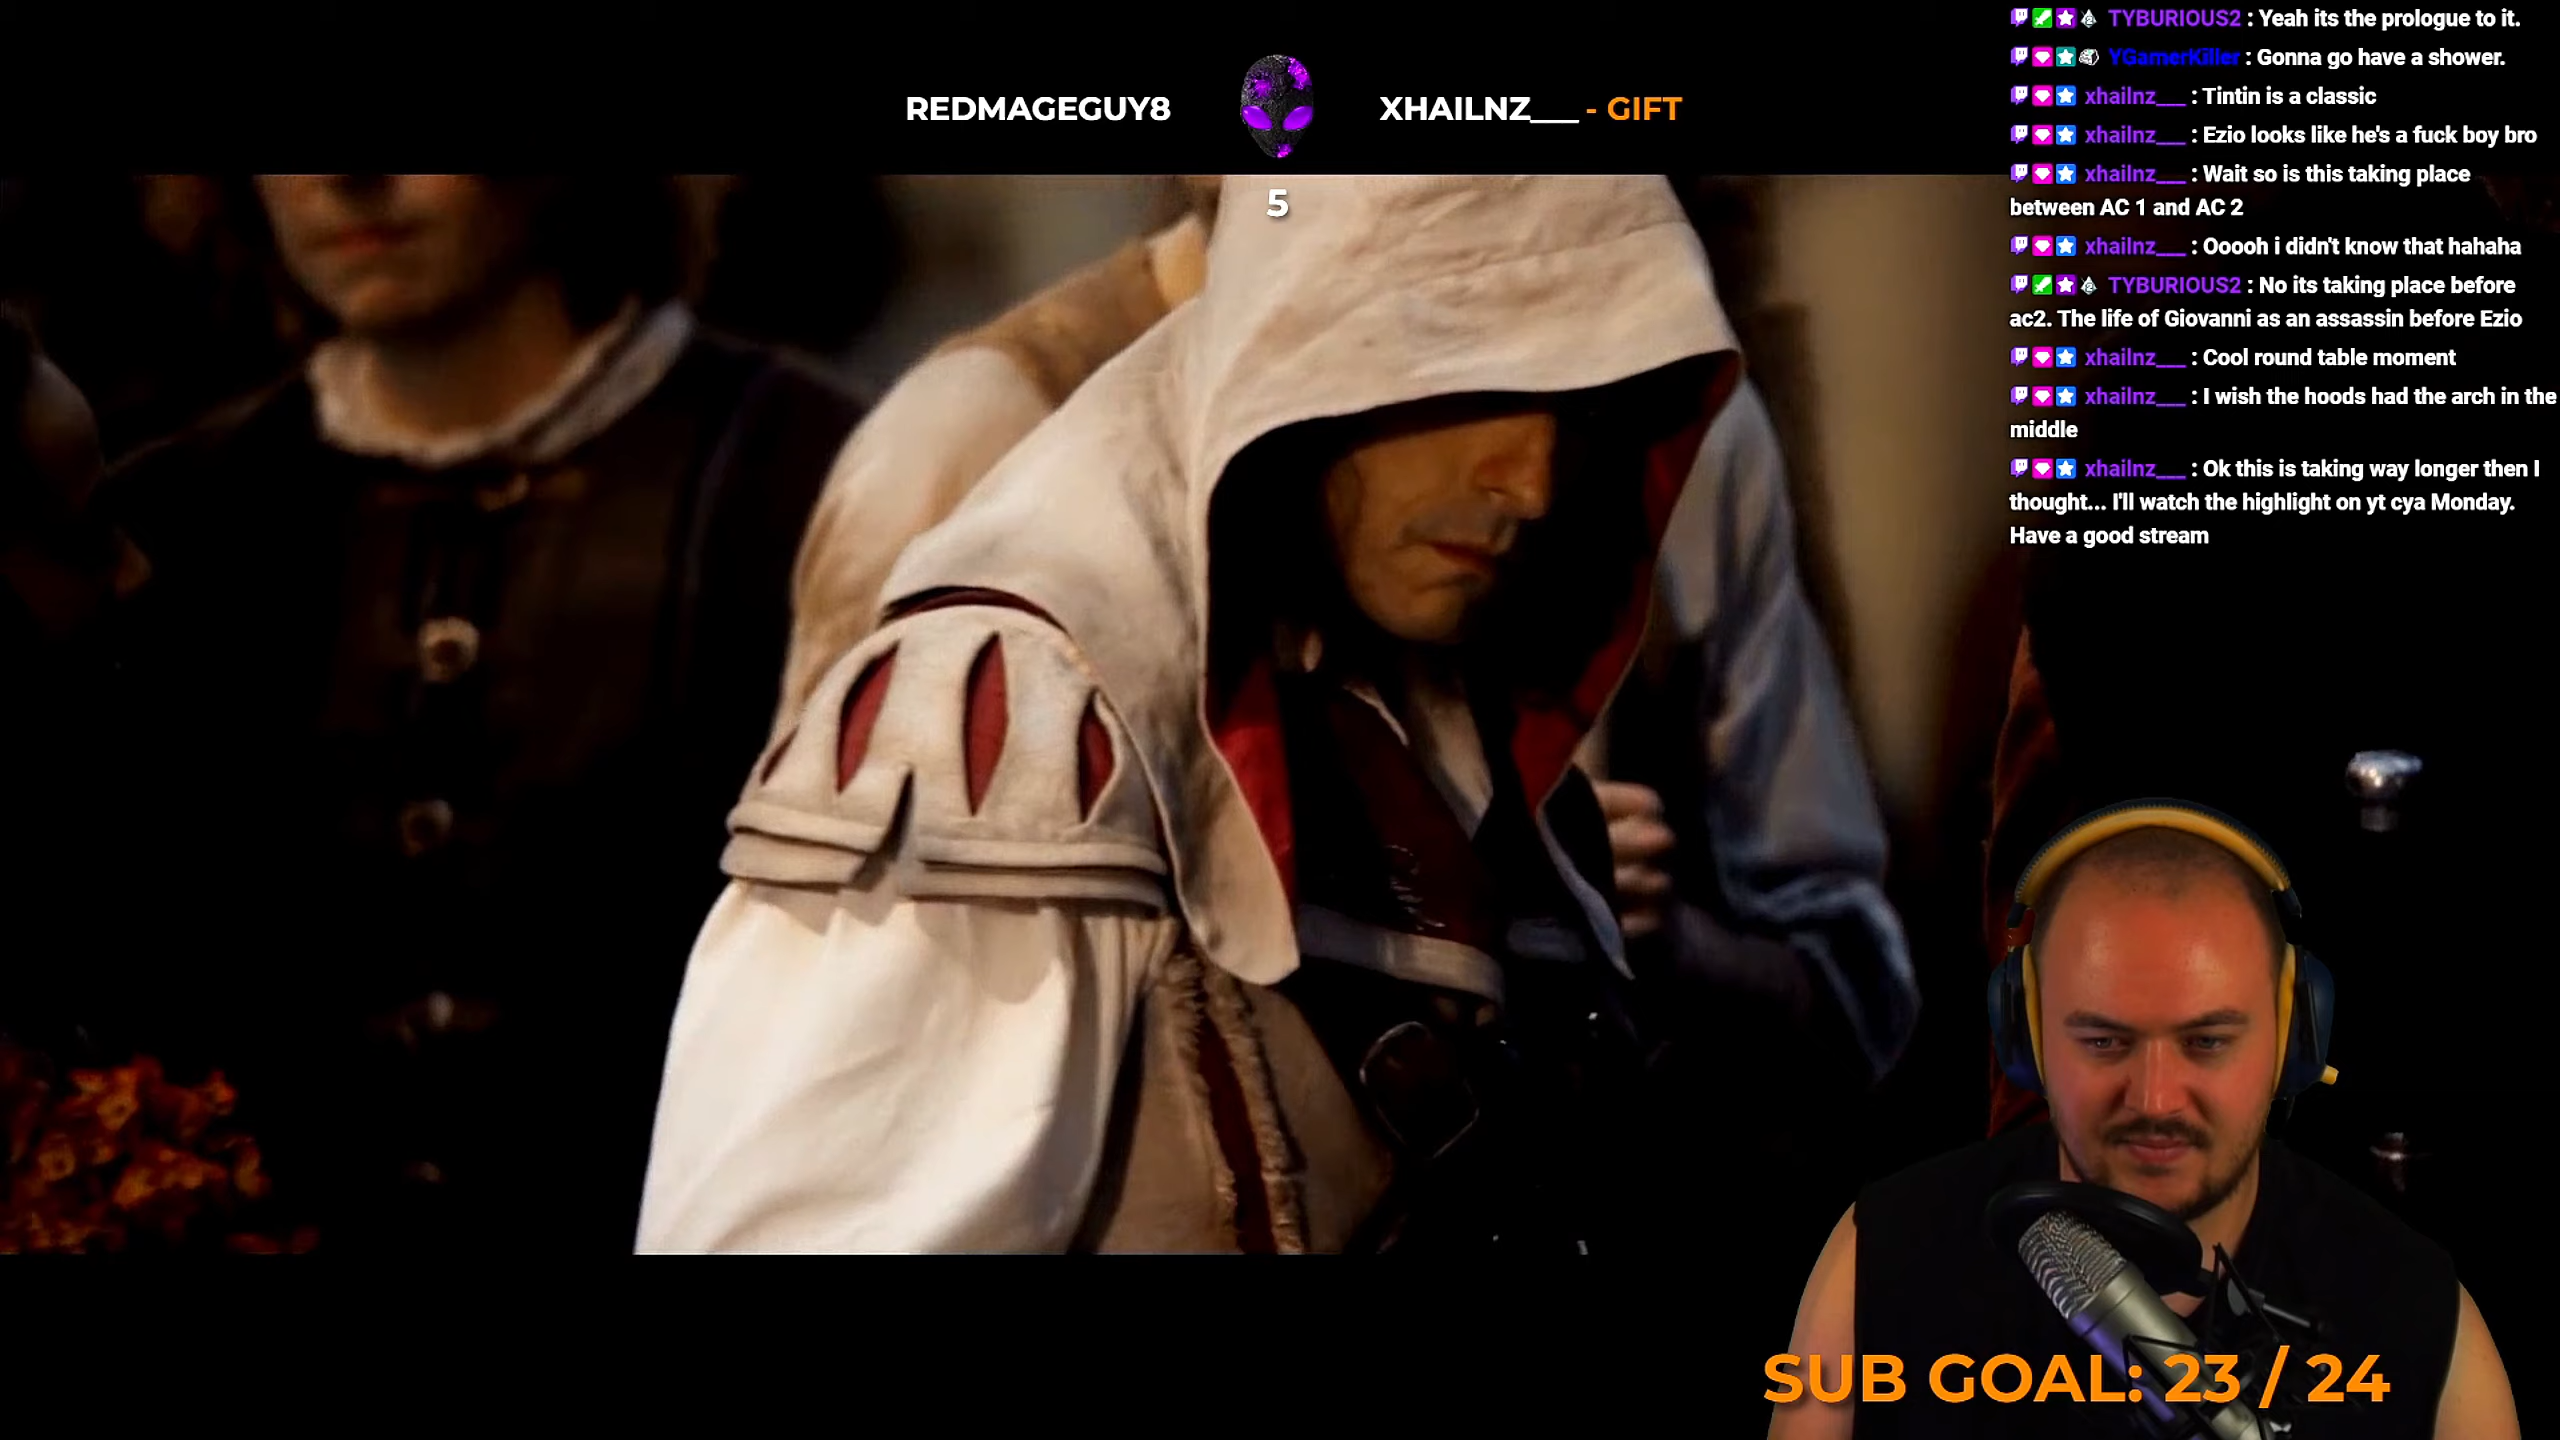 REDMAGEGUY8
XHAILNZ___ - GIFT
5
TYBURIOUS2 : Yeah its the prologue to it.
YGamerKiller : Gonna go have a shower.
xhailnz___ : Tintin is a classic
xhailnz___ : Ezio looks like he's a fuck boy bro
xhailnz___ : Wait so is this taking place
between AC 1 and AC 2
xhailnz___ : Ooooh i didn't know that hahaha
TYBURIOUS2 : No its taking place before
ac2. The life of Giovanni as an assassin before Ezio
xhailnz___ : Cool round table moment
xhailnz___ : I wish the hoods had the arch in the
middle
xhailnz___ : Ok this is taking way longer then I
thought... I'll watch the highlight on yt cya Monday.
Have a good stream
SUB GOAL: 23 / 24